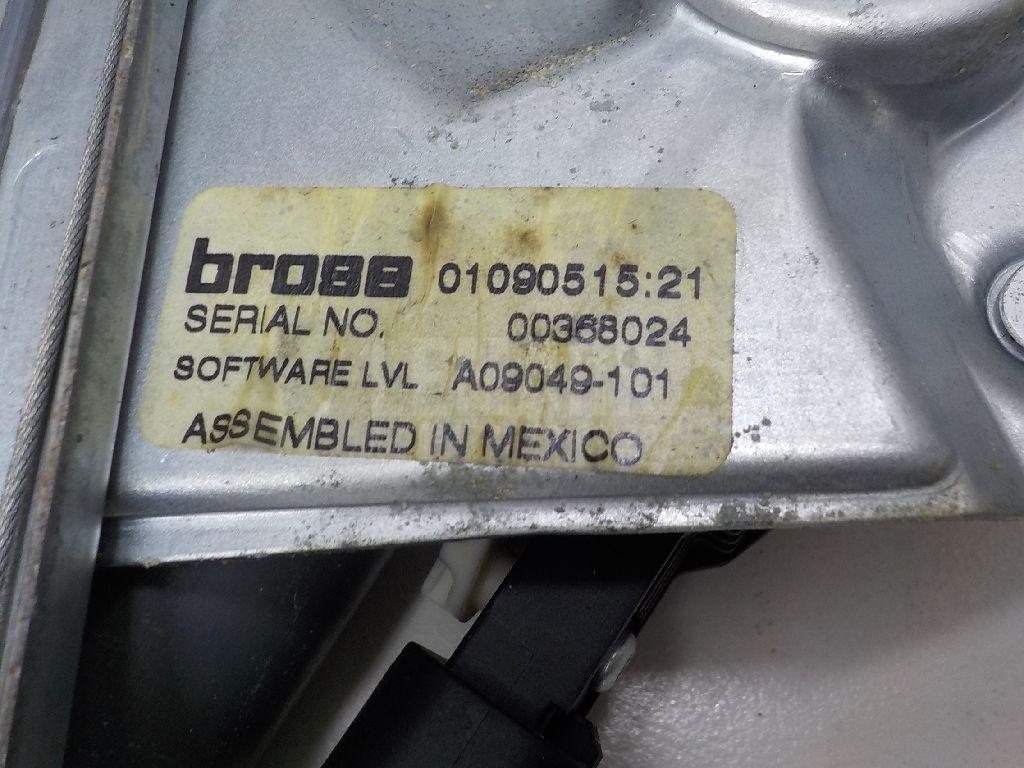 brose 01090515:21
SERIAL NO. 00368024
SOFTWARE LVL A09049-101
ASSEMBLED IN MEXICO